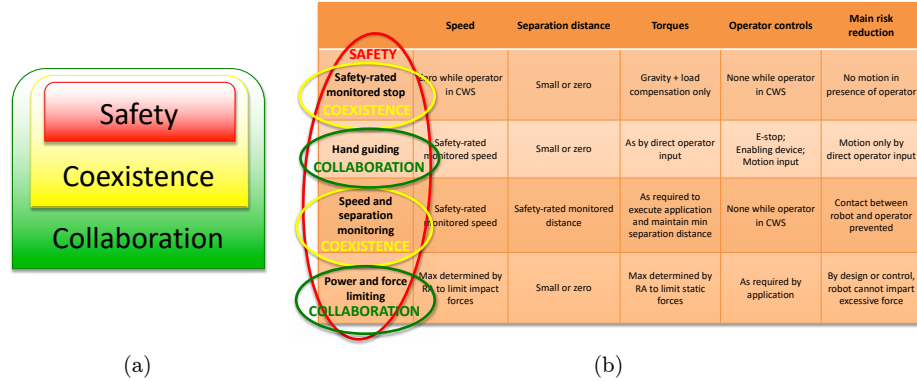 Safety
Coexistence
Collaboration
(a)
Speed
Separation distance
Torques
Operator controls
Main risk
reduction
SAFETY
Safety-rated
monitored stop
COEXISTENCE
Zero while operator
in CWS
Small or zero
Gravity + load
compensation only
None while operator
in CWS
No motion in
presence of operator
Hand guiding
COLLABORATION
Safety-rated
monitored speed
Small or zero
As by direct operator
input
E-stop;
Enabling device;
Motion input
Motion only by
direct operator input
Speed and
separation
monitoring
COEXISTENCE
Safety-rated
monitored speed
Safety-rated monitored
distance
As required to
execute application
and maintain min
separation distance
None while operator
in CWS
Contact between
robot and operator
prevented
Power and force
limiting
COLLABORATION
Max determined by
RA to limit impact
forces
Small or zero
Max determined by
RA to limit static
forces
As required by
application
By design or control,
robot cannot impart
excessive force
(b)